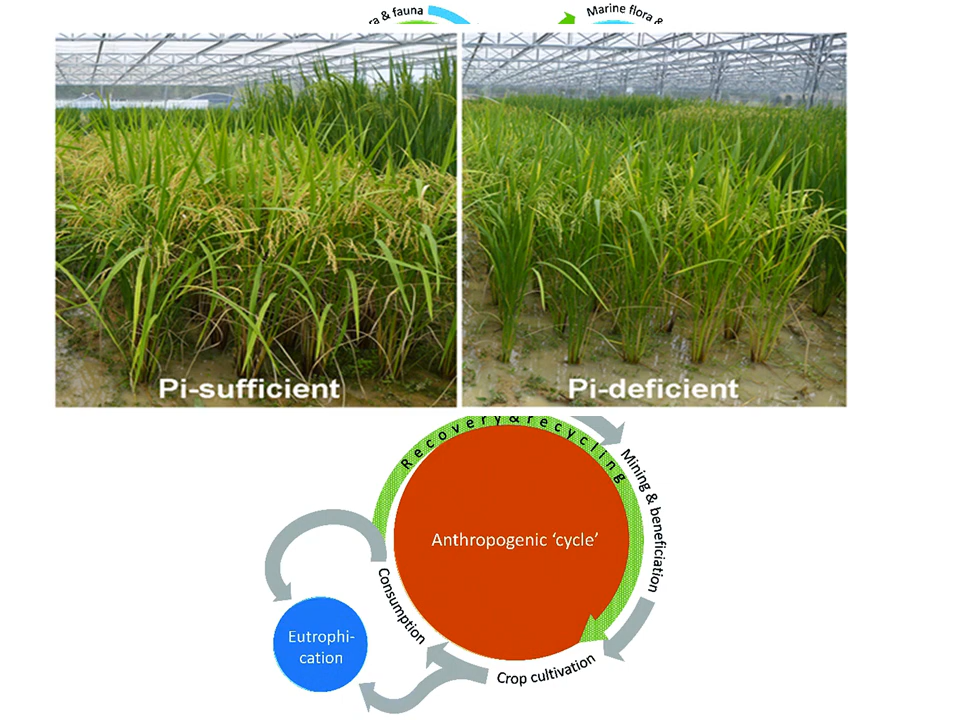 & fauna
Marine flora &
Pi-sufficient
Pi-deficient
Recovery & recycling
Mining & beneficiation
Anthropogenic ‘cycle’
Consumption
Eutrophi-
cation
Crop cultivation